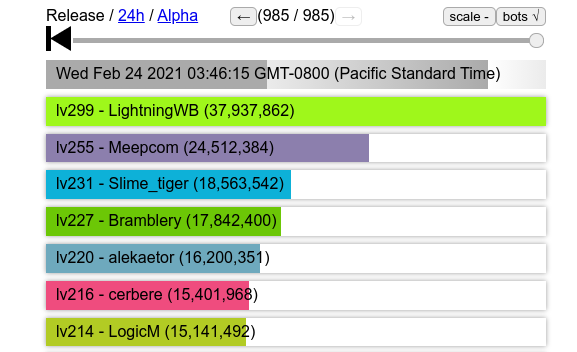 Release / 24h / Alpha ← (985 / 985) → scale - bots √
Wed Feb 24 2021 03:46:15 GMT-0800 (Pacific Standard Time)
lv299 - LightningWB (37,937,862)
lv255 - Meepcom (24,512,384)
lv231 - Slime_tiger (18,563,542)
lv227 - Bramblery (17,842,400)
lv220 - alekaetor (16,200,351)
lv216 - cerbere (15,401,968)
lv214 - LogicM (15,141,492)